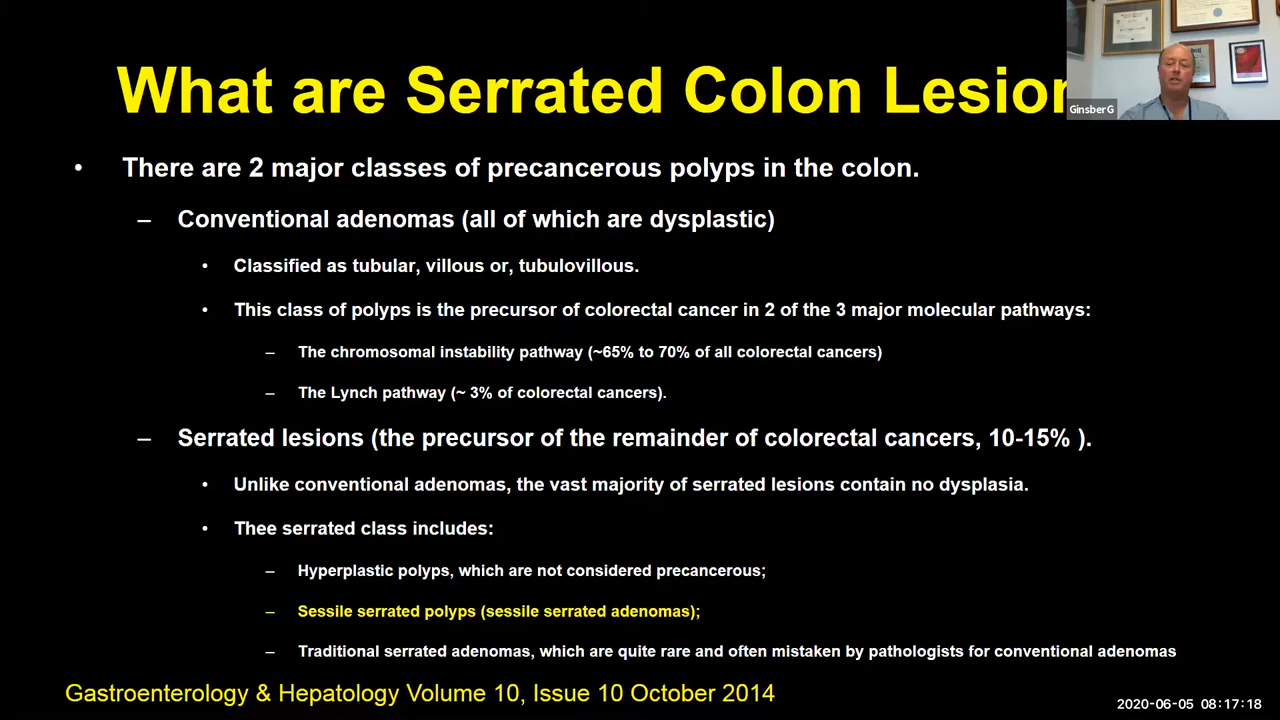 What are Serrated Colon Lesion
GinsberG
• There are 2 major classes of precancerous polyps in the colon.
– Conventional adenomas (all of which are dysplastic)
• Classified as tubular, villous or, tubulovillous.
• This class of polyps is the precursor of colorectal cancer in 2 of the 3 major molecular pathways:
– The chromosomal instability pathway (~65% to 70% of all colorectal cancers)
– The Lynch pathway (~ 3% of colorectal cancers).
– Serrated lesions (the precursor of the remainder of colorectal cancers, 10-15% ).
• Unlike conventional adenomas, the vast majority of serrated lesions contain no dysplasia.
• Thee serrated class includes:
– Hyperplastic polyps, which are not considered precancerous;
– Sessile serrated polyps (sessile serrated adenomas);
– Traditional serrated adenomas, which are quite rare and often mistaken by pathologists for conventional adenomas
Gastroenterology & Hepatology Volume 10, Issue 10 October 2014
2020-06-05 08:17:18